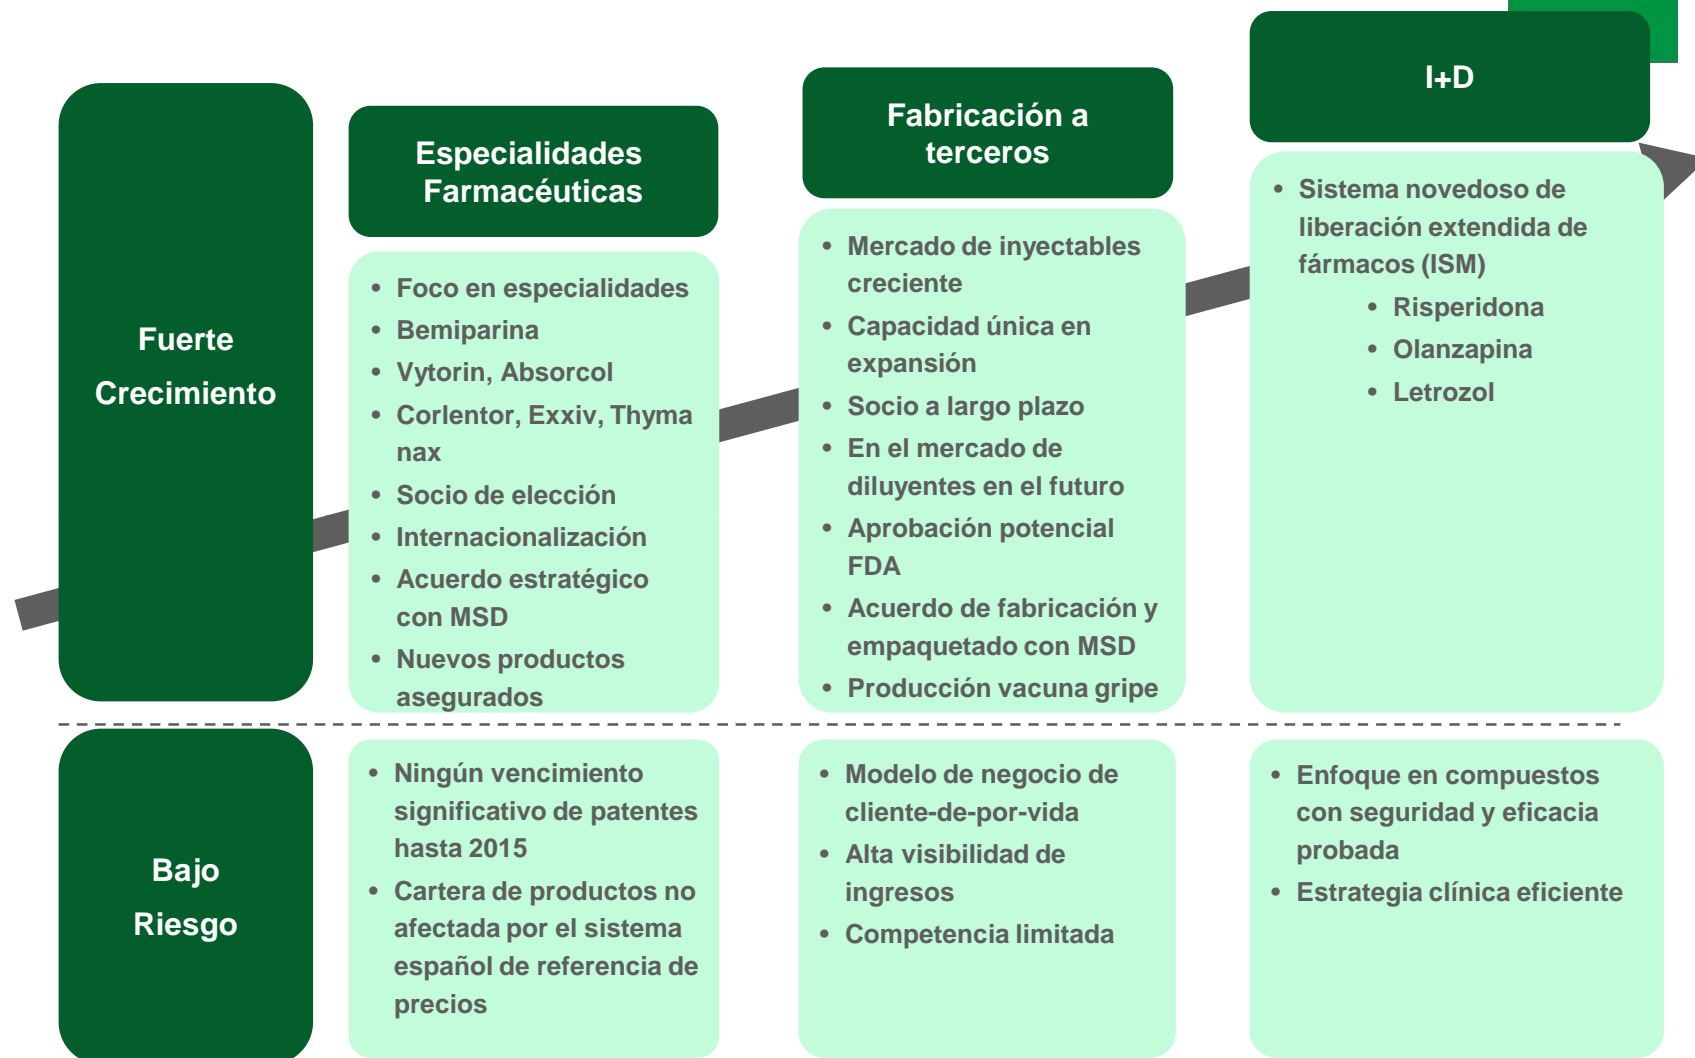 Fuerte
Crecimiento
Especialidades
Farmacéuticas
• Foco en especialidades
• Bemiparina
• Vytorin, Absorcol
• Corlentor, Exxiv, Thyma
nax
• Socio de elección
• Internacionalización
• Acuerdo estratégico
con MSD
• Nuevos productos
asegurados
Fabricación a
terceros
• Mercado de inyectables
creciente
• Capacidad única en
expansión
• Socio a largo plazo
• En el mercado de
diluyentes en el futuro
• Aprobación potencial
FDA
• Acuerdo de fabricación y
empaquetado con MSD
• Producción vacuna gripe
I+D
• Sistema novedoso de
liberación extendida de
fármacos (ISM)
• Risperidona
• Olanzapina
• Letrozol
Bajo
Riesgo
• Ningún vencimiento
significativo de patentes
hasta 2015
• Cartera de productos no
afectada por el sistema
español de referencia de
precios
• Modelo de negocio de
cliente-de-por-vida
• Alta visibilidad de
ingresos
• Competencia limitada
• Enfoque en compuestos
con seguridad y eficacia
probada
• Estrategia clínica eficiente